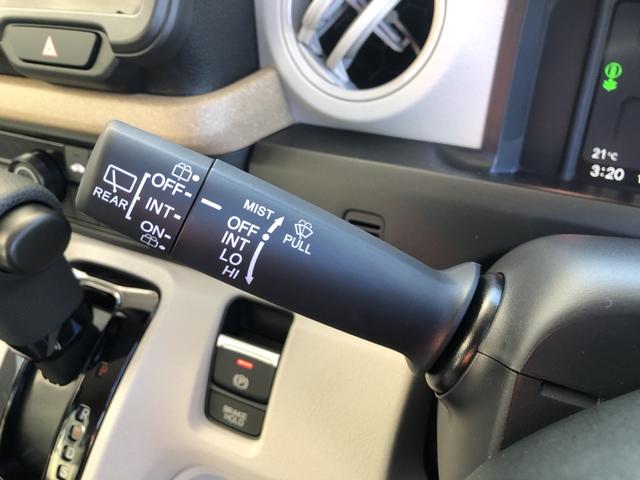 REAR
OFF
INT
ON
MIST
OFF
INT
LO
HI
PULL
21℃
3:20
P
BRAKE
HOLD
P
R
N
S